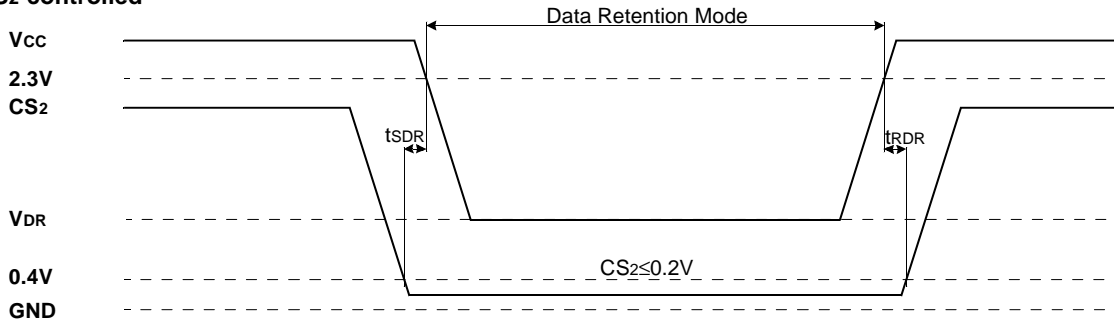 CS2 controlled
Data Retention Mode
VCC
2.3V
CS2
tSDR
tRDR
VDR
CS2≤0.2V
0.4V
GND